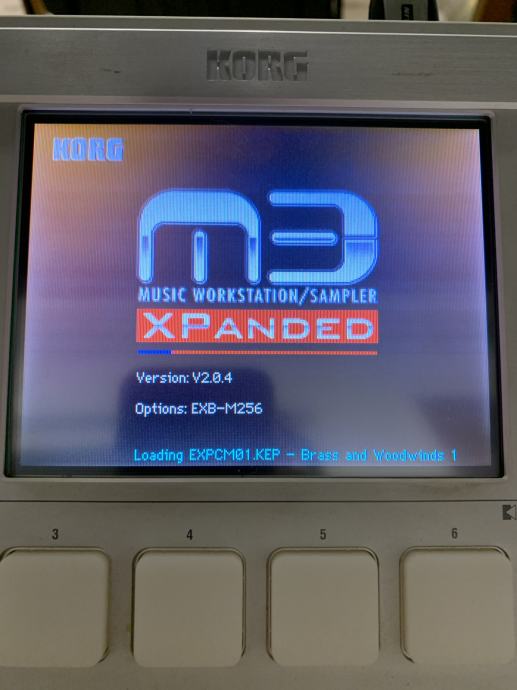 KORG
KORG
M3
MUSIC WORKSTATION/SAMPLER
XPANDED
Version: V2.0.4
Options: EXB-M256
Loading EXPCM01.KEP - Brass and Woodwinds 1
3 4 5 6